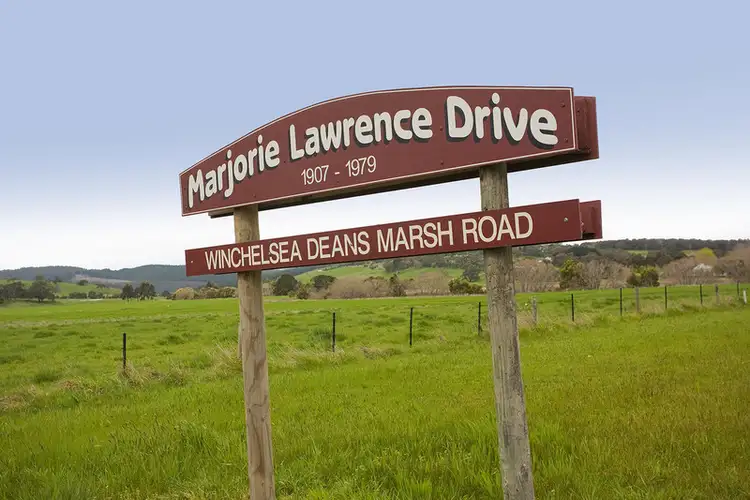 Marjorie Lawrence Drive
1907 - 1979
WINCHELSEA DEANS MARSH ROAD